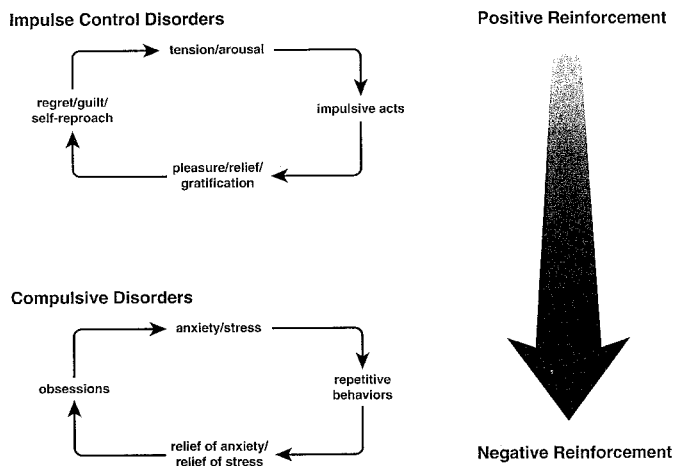 Impulse Control Disorders
tension/arousal
impulsive acts
pleasure/relief/
gratification
regret/guilt/
self-reproach
Positive Reinforcement
Compulsive Disorders
anxiety/stress
repetitive
behaviors
relief of anxiety/
relief of stress
obsessions
Negative Reinforcement